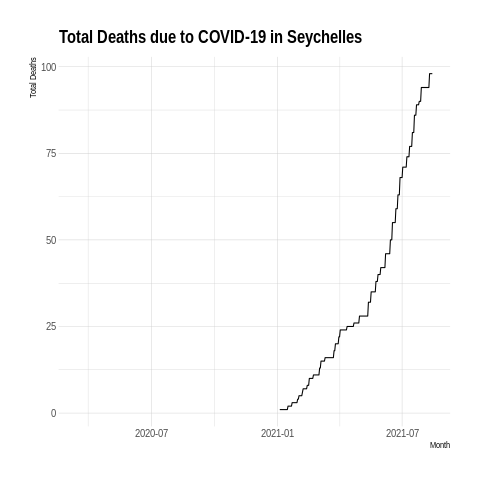 Total Deaths due to COVID-19 in Seychelles
Total Deaths
100
75
50
25
0
2020-07
2021-01
2021-07
Month